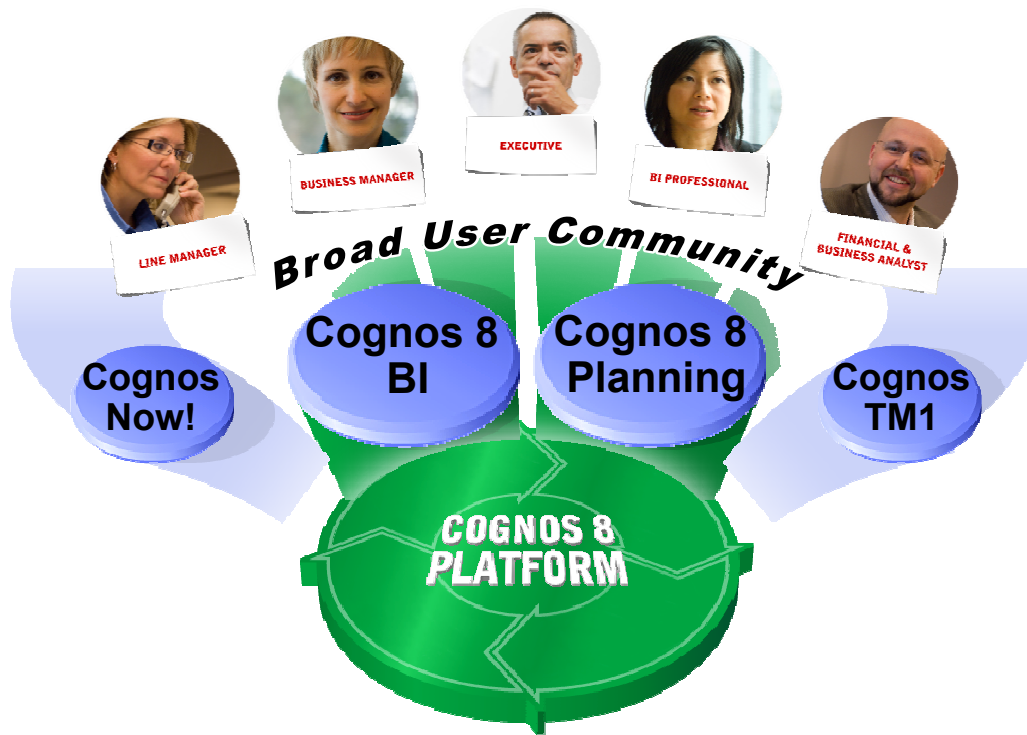 EXECUTIVE
BUSINESS MANAGER
BI PROFESSIONAL
LINE MANAGER
FINANCIAL &
BUSINESS ANALYST
Broad User Community
Cognos 8
BI
Cognos 8
Planning
Cognos
Now!
Cognos
TM1
COGNOS 8
PLATFORM